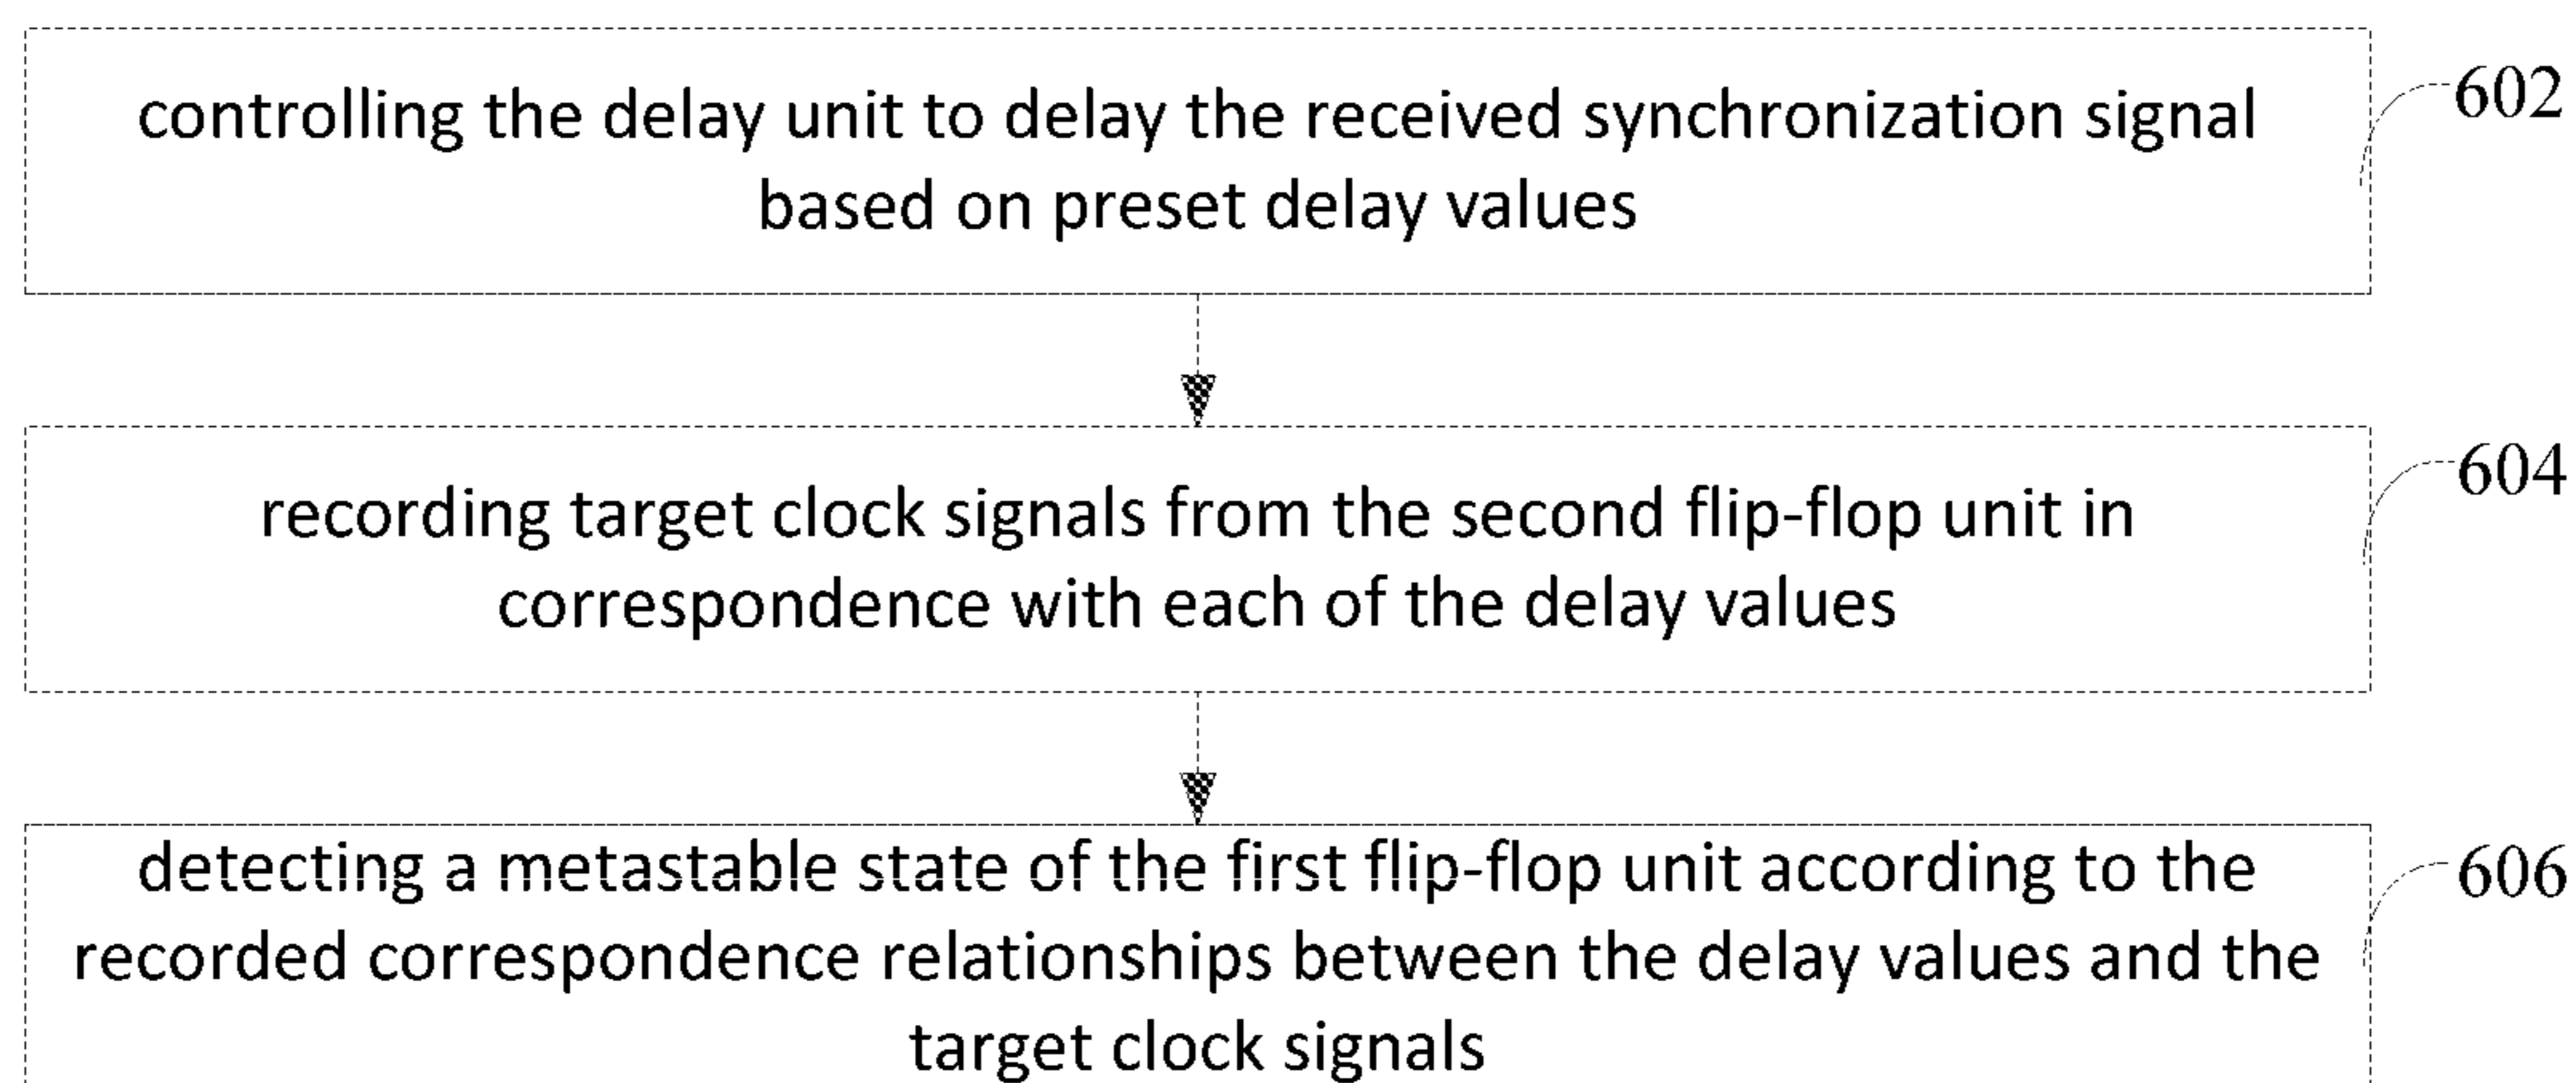 controlling the delay unit to delay the received synchronization signal
based on preset delay values
602
recording target clock signals from the second flip-flop unit in
correspondence with each of the delay values
604
detecting a metastable state of the first flip-flop unit according to the
recorded correspondence relationships between the delay values and the
target clock signals
606